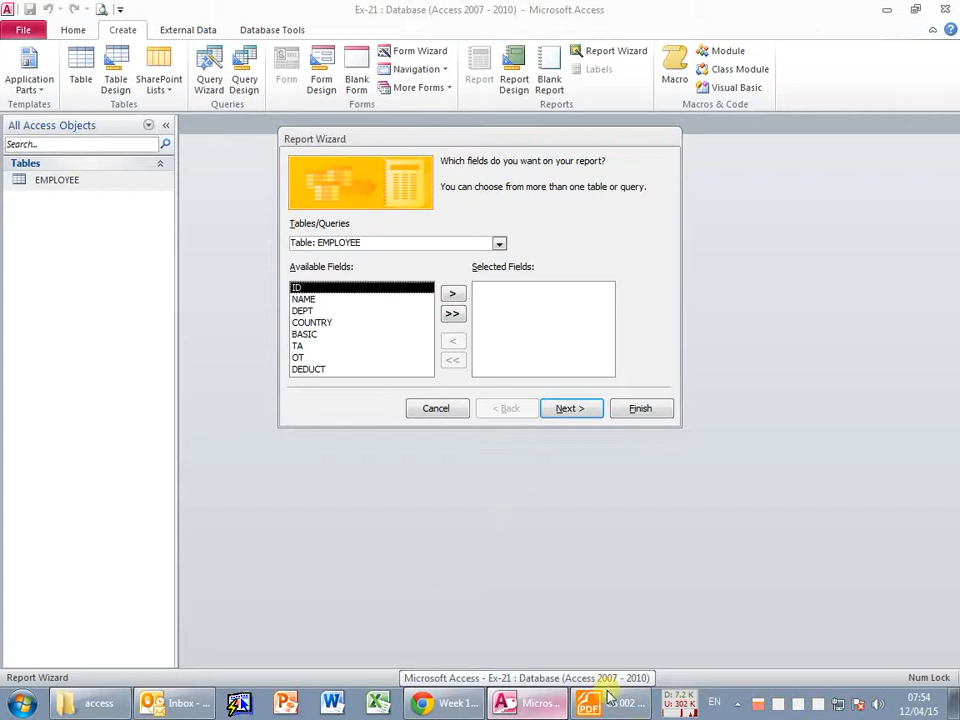 Ex-21 : Database (Access 2007 - 2010) - Microsoft Access
File Home Create External Data Database Tools
Application Parts Table Table Design SharePoint Lists Query Wizard Query Design Form Form Design Blank Form Form Wizard Navigation More Forms Report Report Design Blank Report Report Wizard Labels Macro Module Class Module Visual Basic
Templates Tables Queries Forms Reports Macros & Code
All Access Objects
Search...
Tables
EMPLOYEE
Report Wizard
Which fields do you want on your report?
You can choose from more than one table or query.
Tables/Queries
Table: EMPLOYEE
Available Fields: Selected Fields:
ID
NAME
DEPT
COUNTRY
BASIC
TA
OT
DEDUCT
>
>>
<
<<
Cancel < Back Next > Finish
Report Wizard Microsoft Access - Ex-21 : Database (Access 2007 - 2010) Num Lock
access Inbox - ... Week 1... Micros... 002 ... D: 7.2 K EN 07:54
U: 302 K 12/04/15